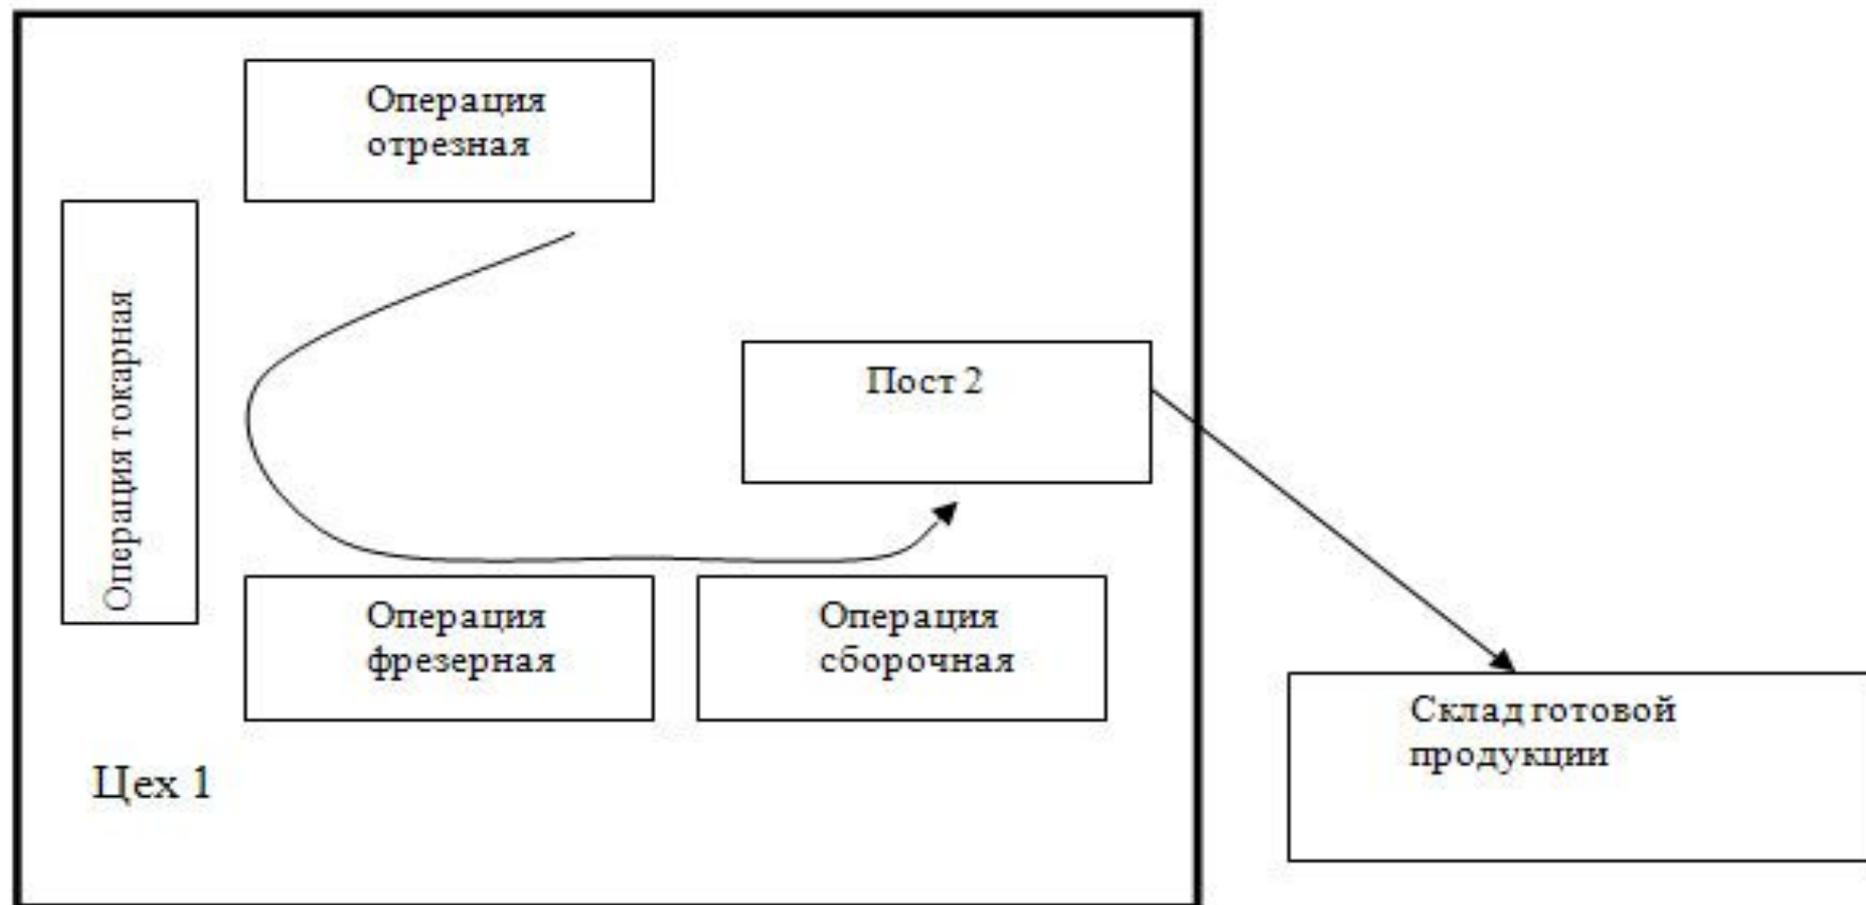 Операция
отрезная
Операция токарная
Пост 2
Операция
фрезерная
Операция
сборочная
Склад готовой
продукции
Цех 1